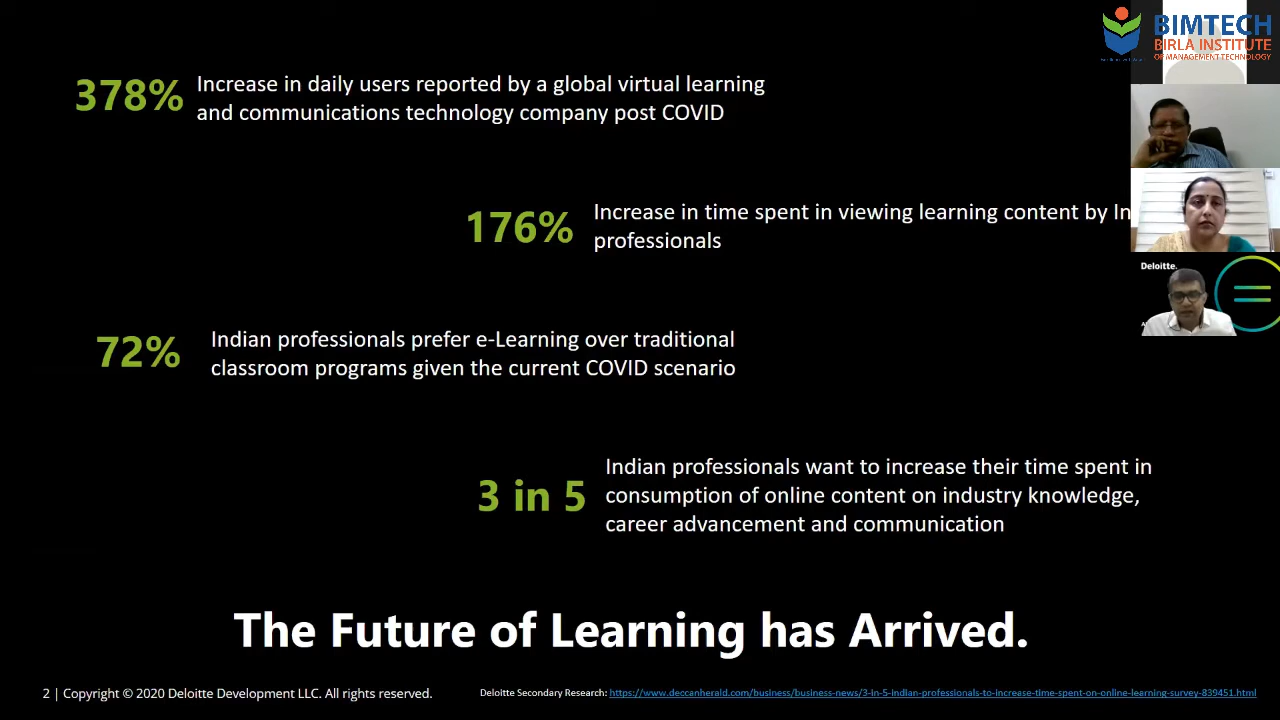 BIMTECH
BIRLA INSTITUTE
OF MANAGEMENT TECHNOLOGY
378%
Increase in daily users reported by a global virtual learning
and communications technology company post COVID
176%
Increase in time spent in viewing learning content by In
professionals
Deloitte.
72%
Indian professionals prefer e-Learning over traditional
classroom programs given the current COVID scenario
3 in 5
Indian professionals want to increase their time spent in
consumption of online content on industry knowledge,
career advancement and communication
The Future of Learning has Arrived.
2 | Copyright © 2020 Deloitte Development LLC. All rights reserved.
Deloitte Secondary Research: https://www.deccanherald.com/business/business-news/3-in-5-indian-professionals-to-increase-time-spent-on-online-learning-survey-839451.html